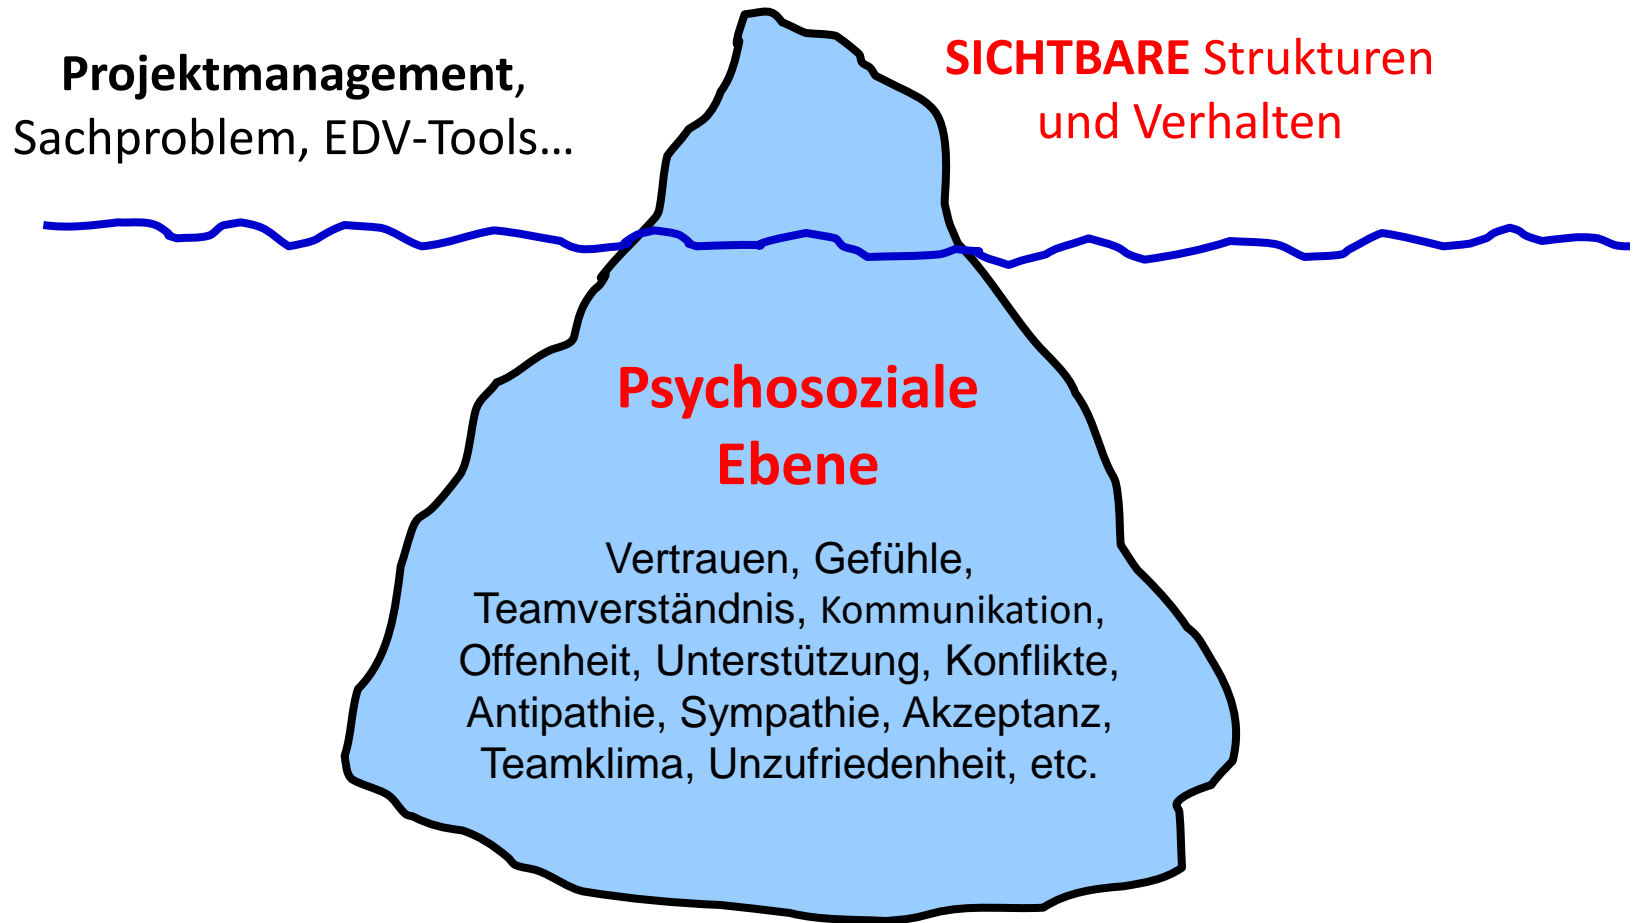 Projektmanagement,
Sachproblem, EDV-Tools...
SICHTBARE Strukturen
und Verhalten
Psychosoziale
Ebene
Vertrauen, Gefühle,
Teamverständnis, Kommunikation,
Offenheit, Unterstützung, Konflikte,
Antipathie, Sympathie, Akzeptanz,
Teamklima, Unzufriedenheit, etc.